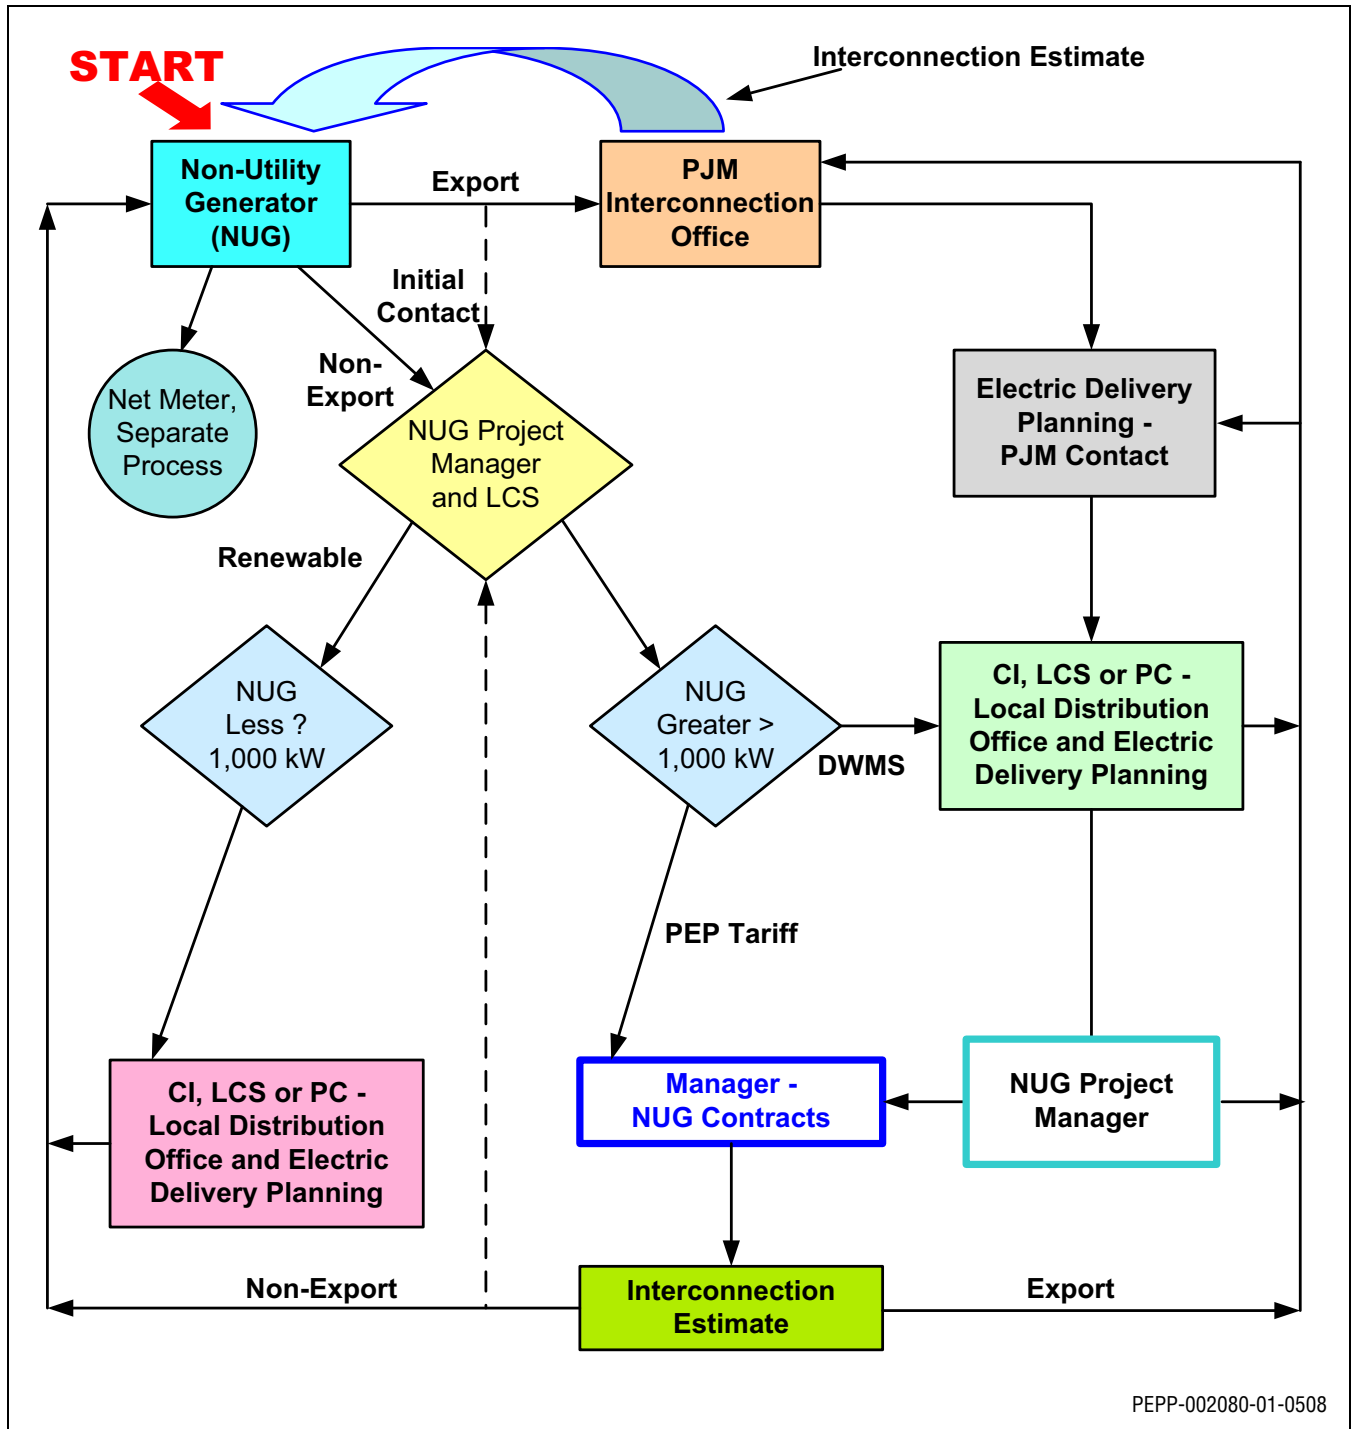 START
Interconnection Estimate
Non-Utility
Generator
(NUG)
Export
PJM
Interconnection
Office
Initial
Contact
Non-
Export
Net Meter,
Separate
Process
NUG Project
Manager
and LCS
Electric Delivery
Planning -
PJM Contact
Renewable
NUG
Less ?
1,000 kW
NUG
Greater >
1,000 kW
DWMS
CI, LCS or PC -
Local Distribution
Office and Electric
Delivery Planning
PEP Tariff
CI, LCS or PC -
Local Distribution
Office and Electric
Delivery Planning
Manager -
NUG Contracts
NUG Project
Manager
Non-Export
Interconnection
Estimate
Export
PEPP-002080-01-0508